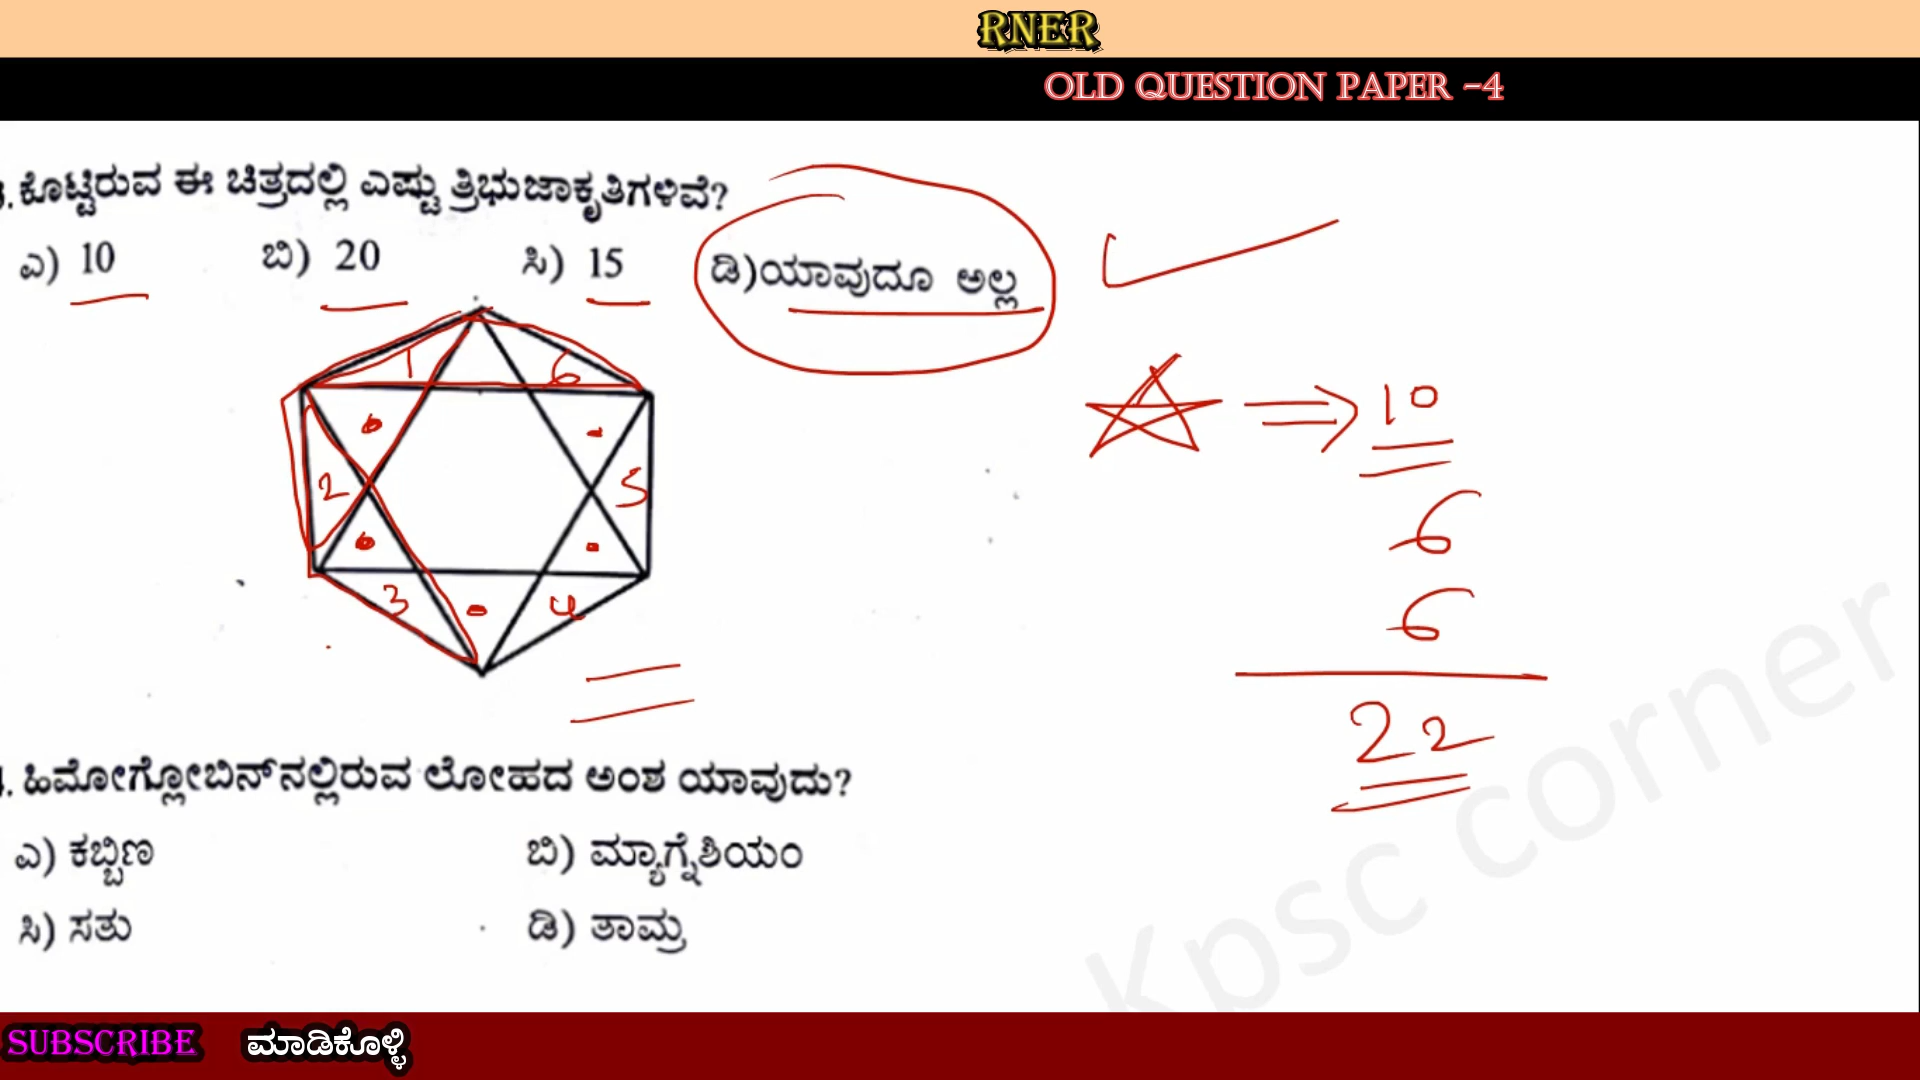 RNER
OLD QUESTION PAPER -4
. ಕೊಟ್ಟಿರುವ ಈ ಚಿತ್ರದಲ್ಲಿ ಎಷ್ಟು ತ್ರಿಭುಜಾಕೃತಿಗಳಿವೆ?
ಎ) 10 ಬಿ) 20 ಸಿ) 15 ಡಿ)ಯಾವುದೂ ಅಲ್ಲ
1 6
2 5
3 4
10
6
6
22
. ಹಿಮೋಗ್ಲೋಬಿನ್‌ನಲ್ಲಿರುವ ಲೋಹದ ಅಂಶ ಯಾವುದು?
ಎ) ಕಬ್ಬಿಣ ಬಿ) ಮ್ಯಾಗ್ನೆಶಿಯಂ
ಸಿ) ಸತು ಡಿ) ತಾಮ್ರ
Kpsc corner
SUBSCRIBE ಮಾಡಿಕೊಳ್ಳಿ